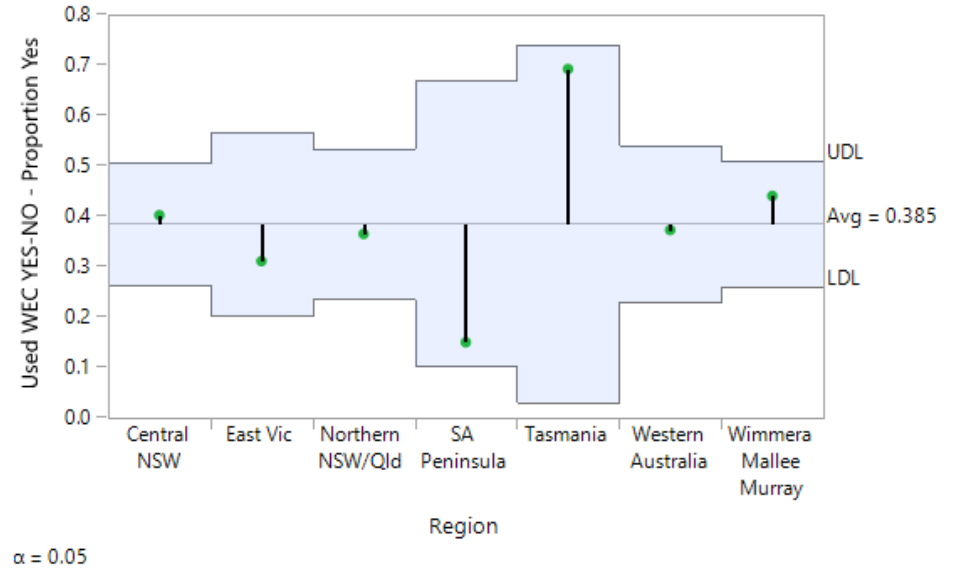 Used WEC YES-NO - Proportion Yes
0.8
0.7
0.6
0.5
0.4
0.3
0.2
0.1
0.0
UDL
Avg = 0.385
LDL
Central NSW
East Vic
Northern NSW/Qld
SA Peninsula
Tasmania
Western Australia
Wimmera Mallee Murray
Region
α = 0.05